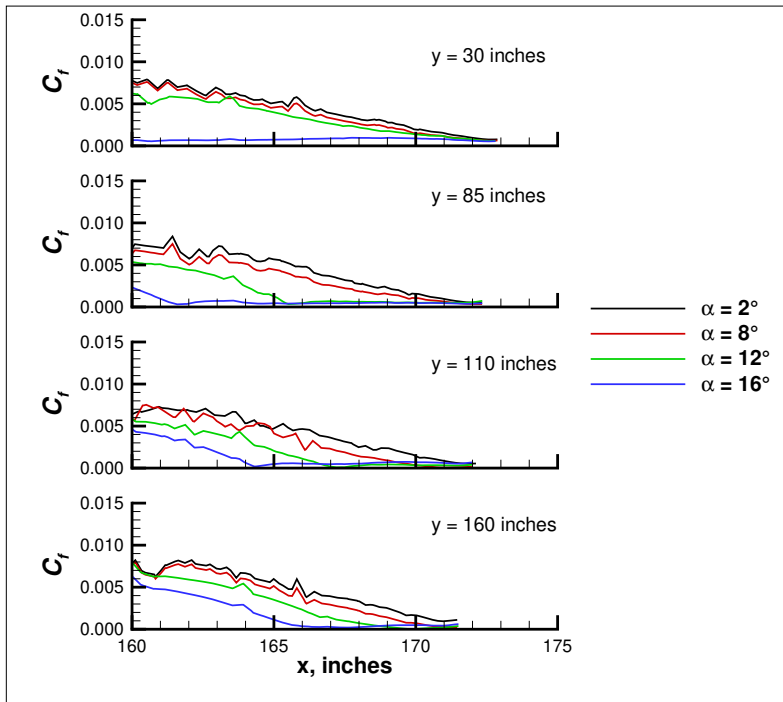 0.015
0.010
0.005
0.000
C_f
y = 30 inches
0.015
0.010
0.005
0.000
C_f
y = 85 inches
0.015
0.010
0.005
0.000
C_f
y = 110 inches
0.015
0.010
0.005
0.000
C_f
y = 160 inches
160
165
170
175
x, inches
α = 2°
α = 8°
α = 12°
α = 16°